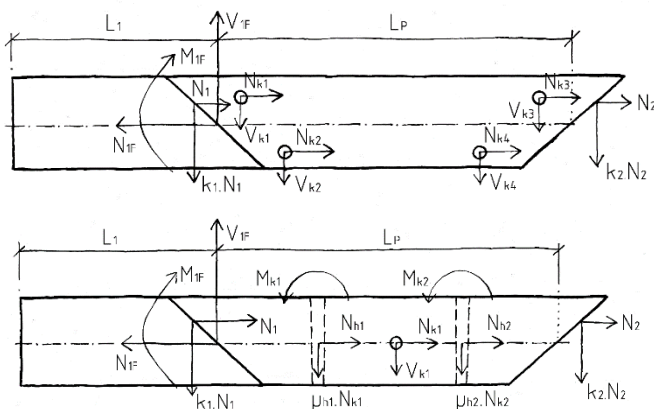 L₁ V₁F Lₚ
M₁F
N₁ Nk1 Nk3 N₂
N₁F Vk1 Nk2 Nk4 Vk3
k₁.N₁ Vk2 Vk4 k₂.N₂
L₁ V₁F Lₚ
M₁F Mk1 Mk2
N₁ Nh1 Nk1 Nh2 N₂
N₁F
k₁.N₁ μh1.Nk1 Vk1 μh2.Nk2 k₂.N₂